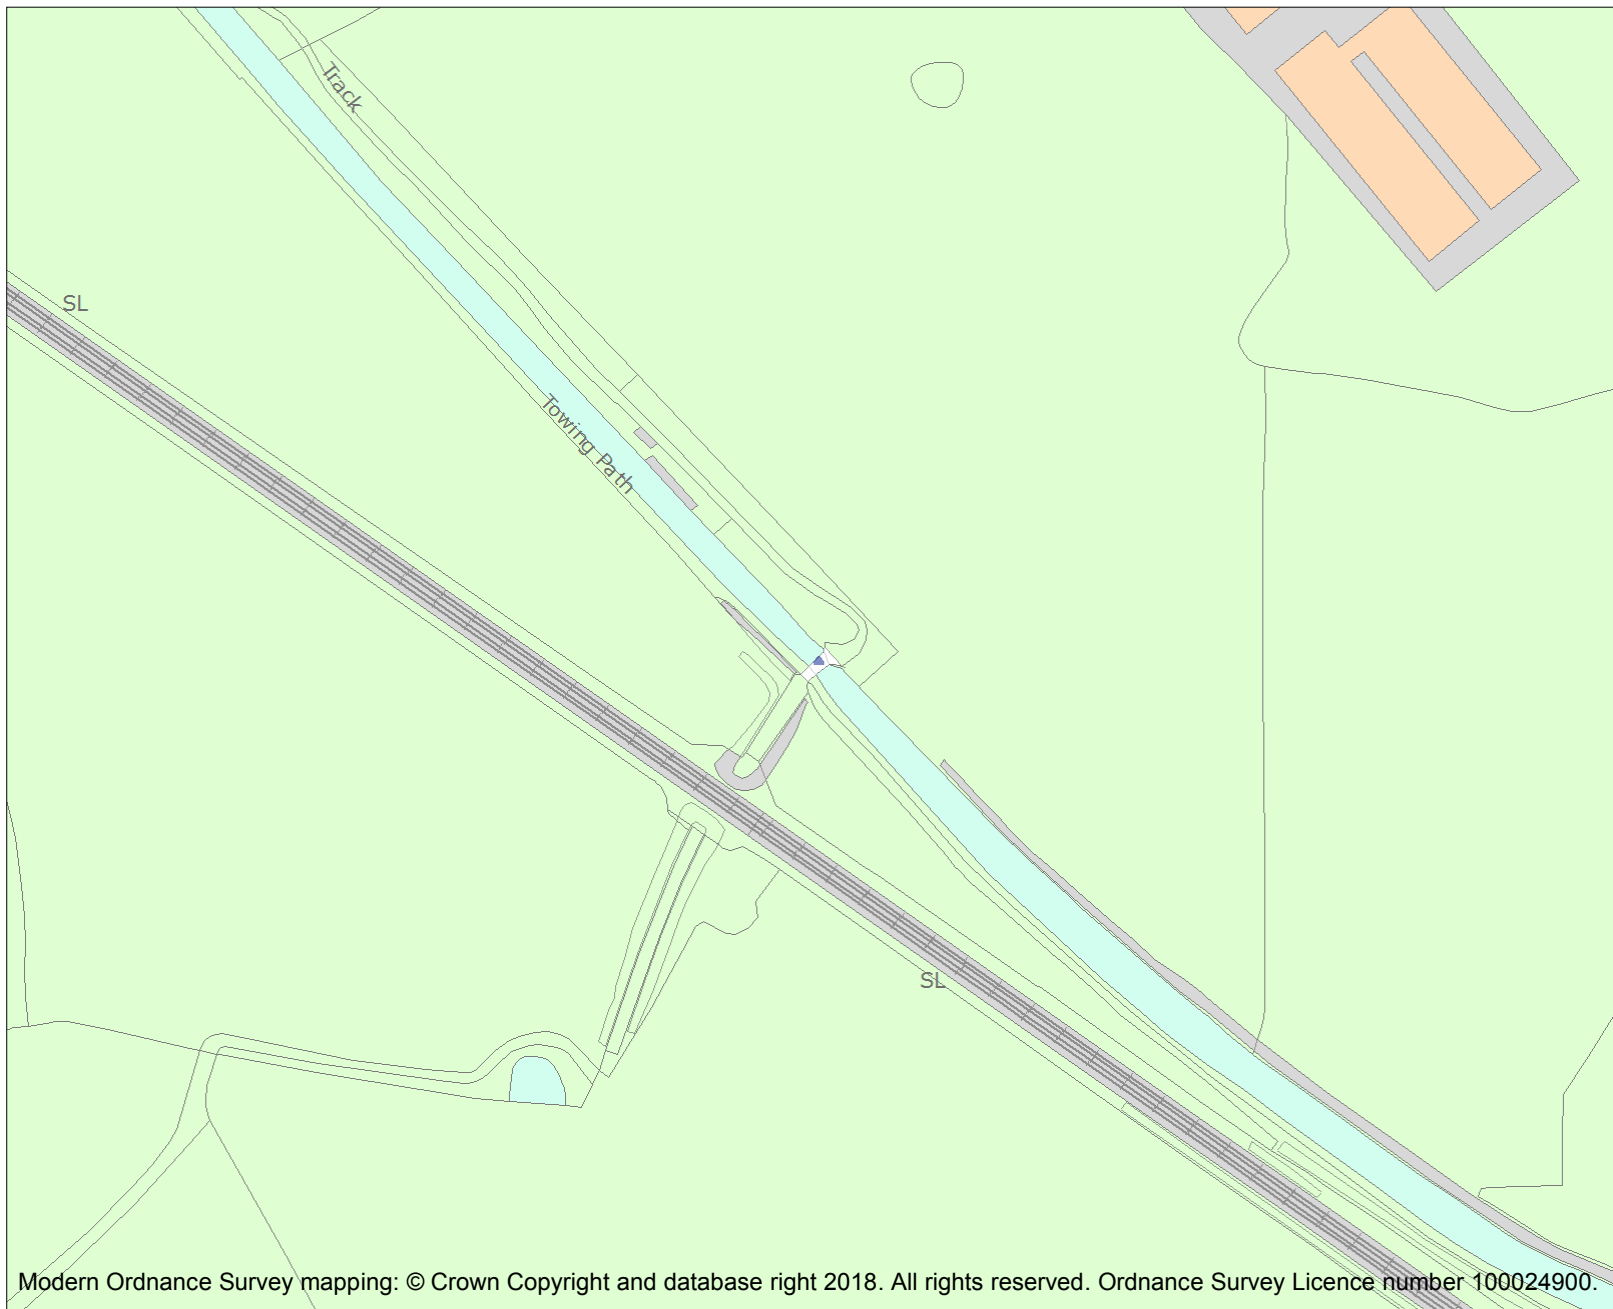 Track
SL
Towing Path
SL
Modern Ordnance Survey mapping: © Crown Copyright and database right 2018. All rights reserved. Ordnance Survey Licence number 100024900.